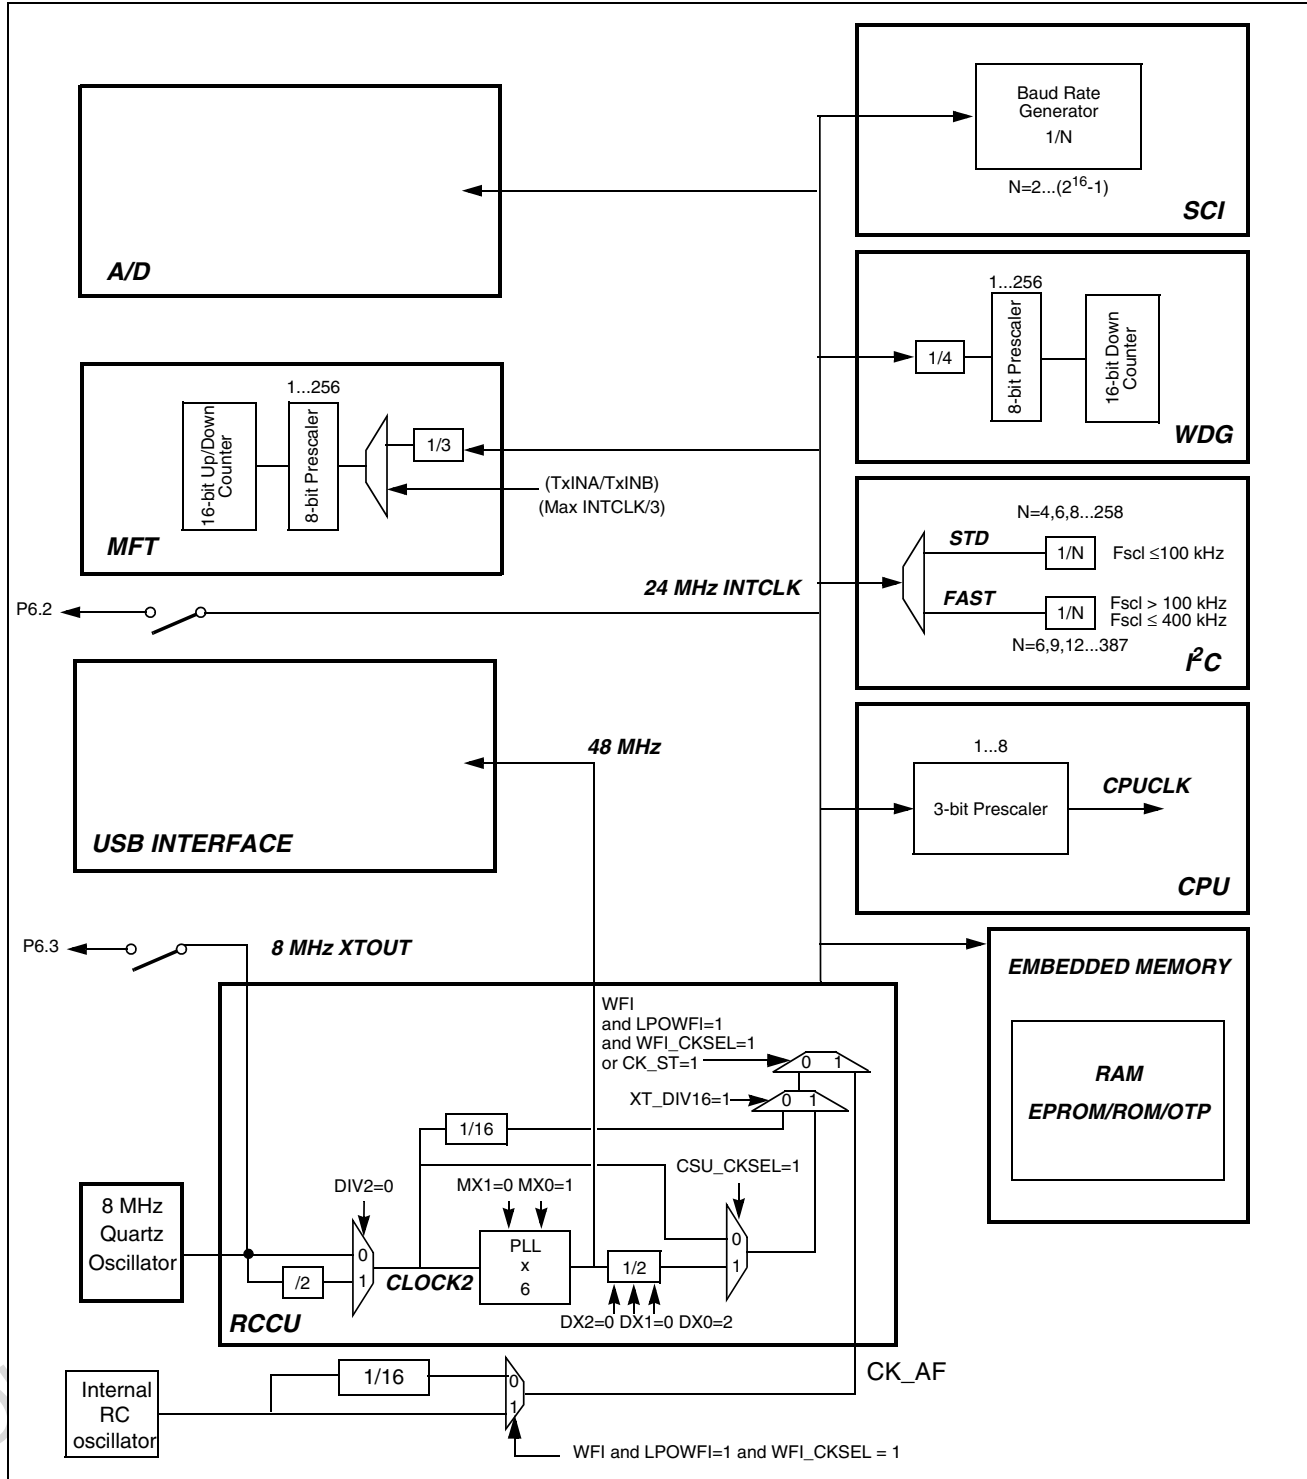 Baud Rate
Generator
1/N
N=2...(2¹⁶-1)
SCI
A/D
1...256
1/4
8-bit Prescaler
16-bit Down
Counter
WDG
1...256
16-bit Up/Down
Counter
8-bit Prescaler
1/3
(TxINA/TxINB)
(Max INTCLK/3)
MFT
N=4,6,8...258
STD
1/N
Fscl ≤100 kHz
FAST
1/N
Fscl > 100 kHz
Fscl ≤ 400 kHz
N=6,9,12...387
I²C
24 MHz INTCLK
P6.2
48 MHz
USB INTERFACE
1...8
3-bit Prescaler
CPUCLK
CPU
P6.3
8 MHz XTOUT
EMBEDDED MEMORY
RAM
EPROM/ROM/OTP
WFI
and LPOWFI=1
and WFI_CKSEL=1
or CK_ST=1
0 1
XT_DIV16=1
0 1
1/16
CSU_CKSEL=1
DIV2=0
MX1=0 MX0=1
8 MHz
Quartz
Oscillator
0
1
/2
CLOCK2
PLL
x
6
1/2
0
1
DX2=0 DX1=0 DX0=2
RCCU
CK_AF
Internal
RC
oscillator
1/16
0
1
WFI and LPOWFI=1 and WFI_CKSEL = 1